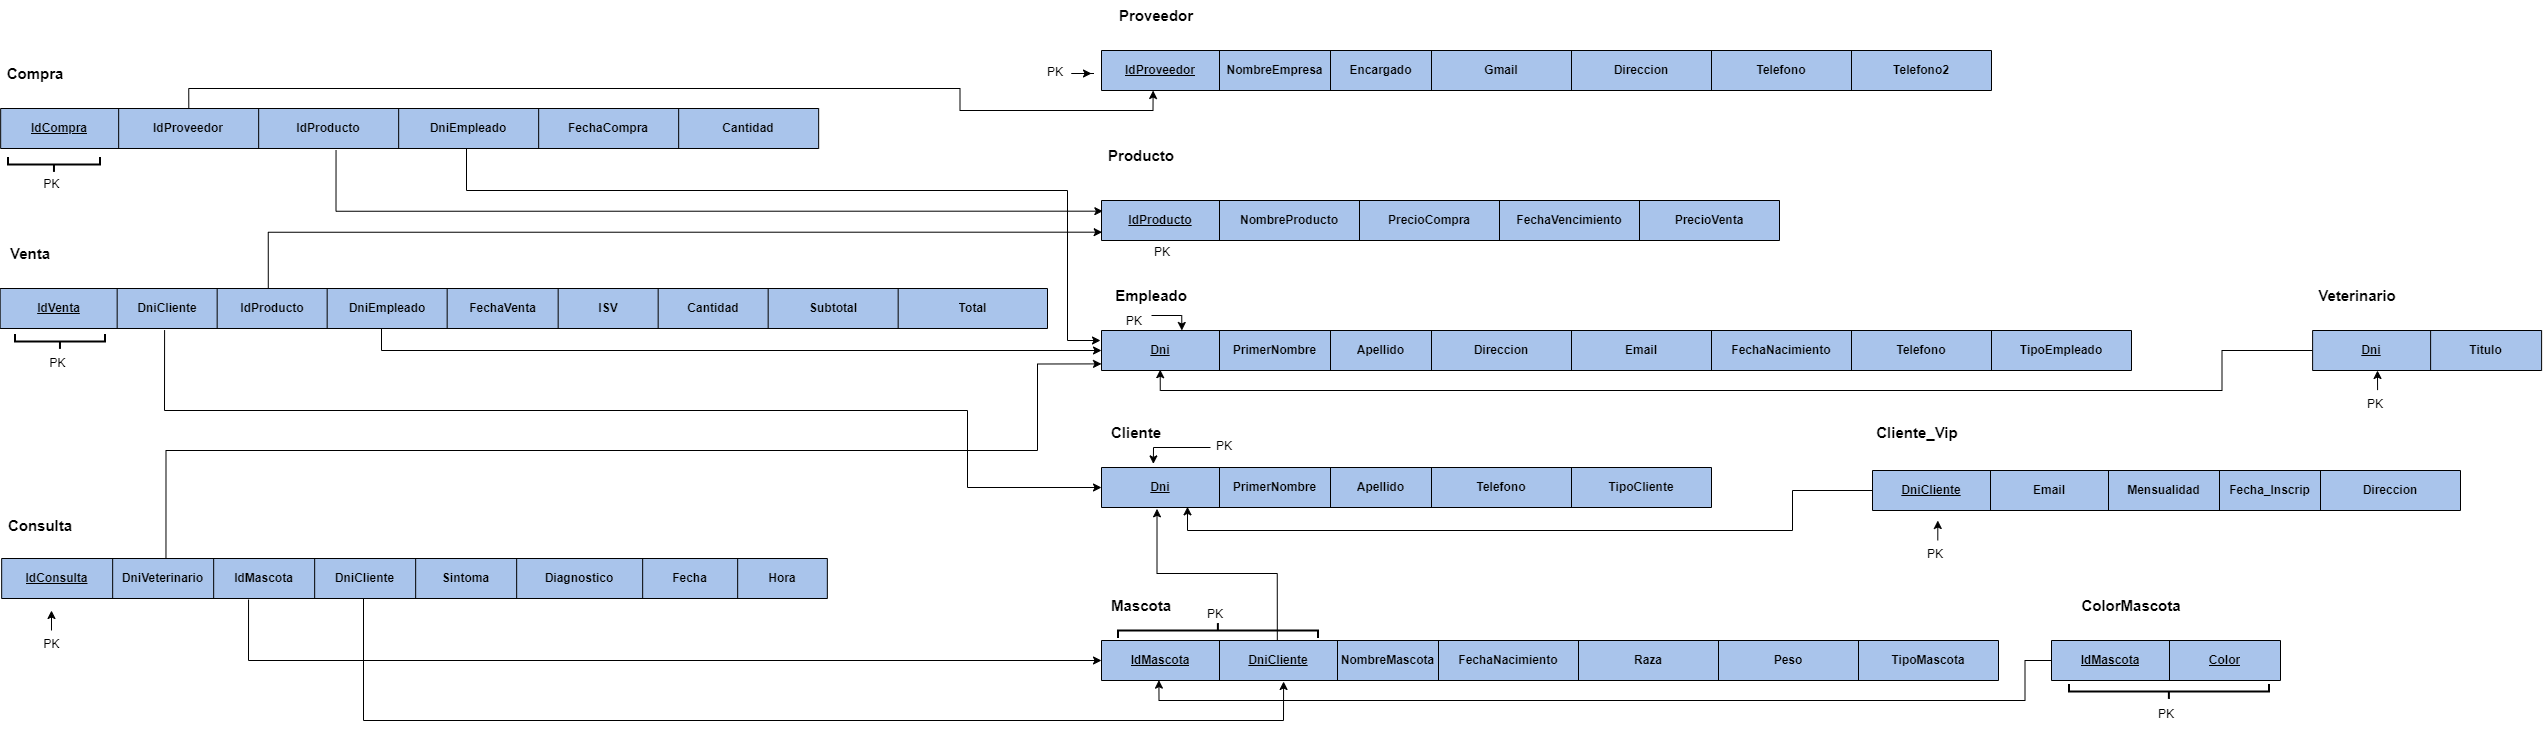 Proveedor
PK
IdProveedor NombreEmpresa Encargado Gmail Direccion Telefono Telefono2
Compra
IdCompra IdProveedor IdProducto DniEmpleado FechaCompra Cantidad
PK
Producto
IdProducto NombreProducto PrecioCompra FechaVencimiento PrecioVenta
PK
Venta
IdVenta DniCliente IdProducto DniEmpleado FechaVenta ISV Cantidad Subtotal Total
PK
Empleado
PK
Dni PrimerNombre Apellido Direccion Email FechaNacimiento Telefono TipoEmpleado
Veterinario
Dni Titulo
PK
Cliente
PK
Dni PrimerNombre Apellido Telefono TipoCliente
Cliente_Vip
DniCliente Email Mensualidad Fecha_Inscrip Direccion
PK
Consulta
IdConsulta DniVeterinario IdMascota DniCliente Sintoma Diagnostico Fecha Hora
PK
Mascota
PK
IdMascota DniCliente NombreMascota FechaNacimiento Raza Peso TipoMascota
ColorMascota
IdMascota Color
PK